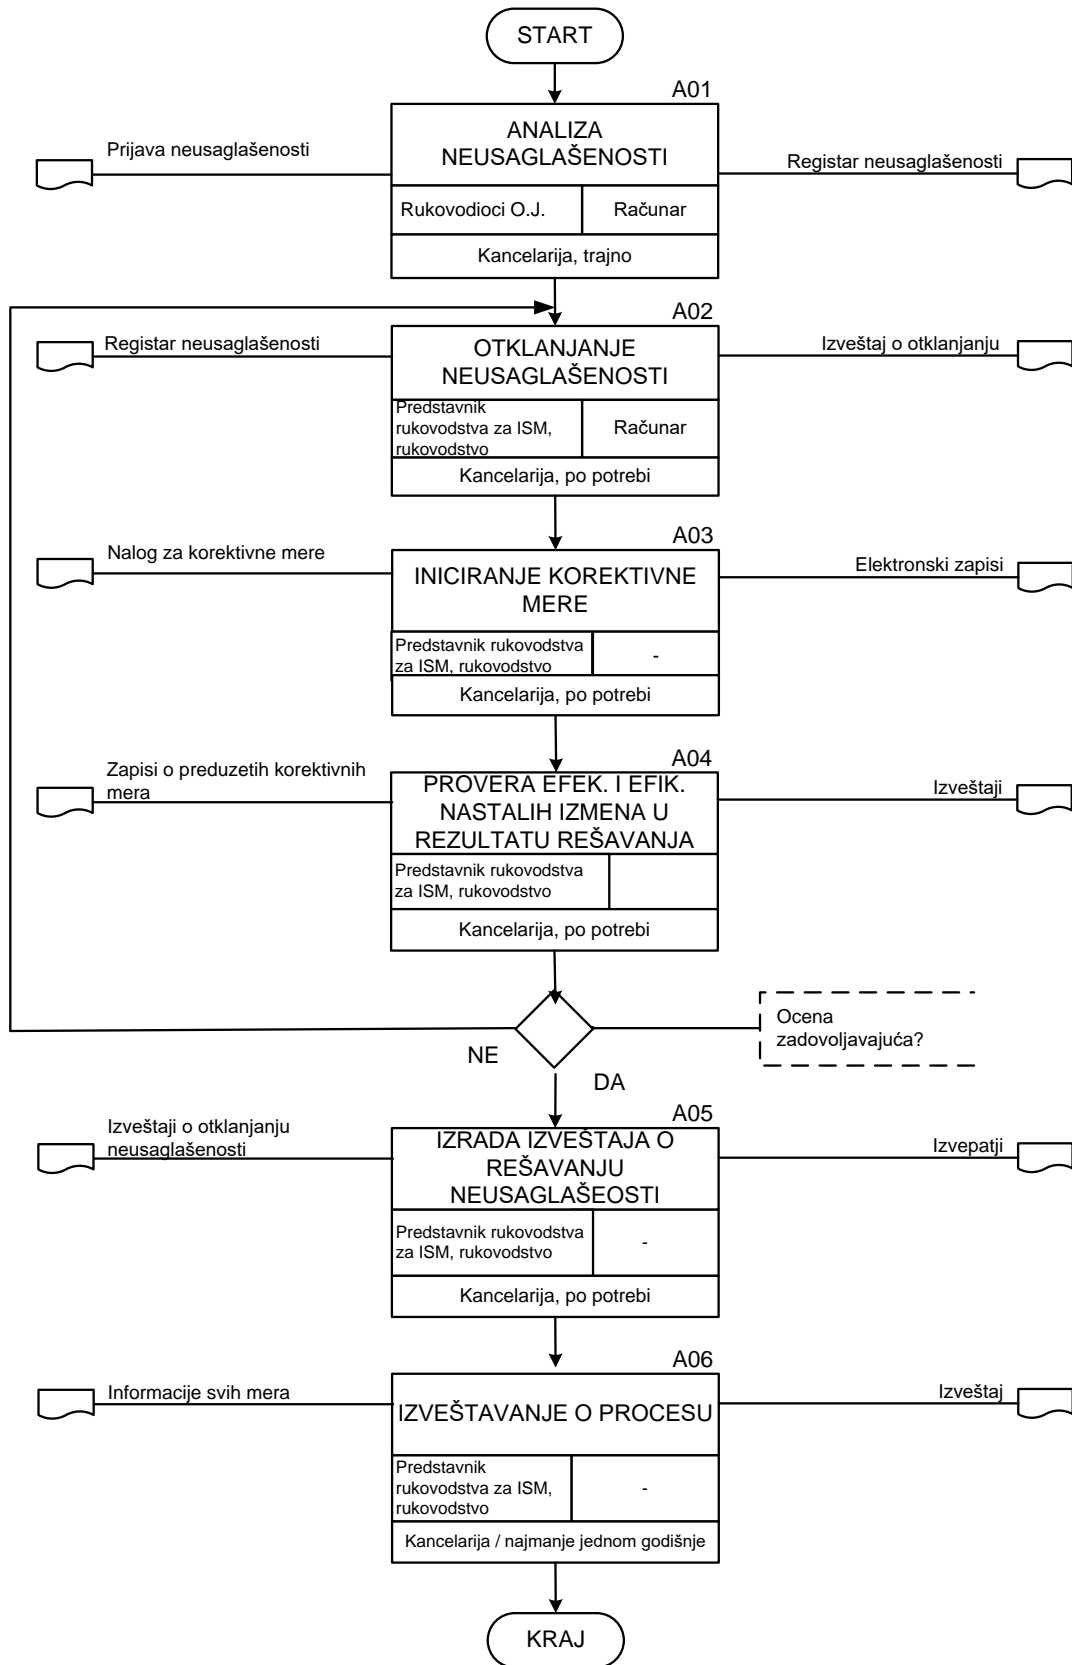 START
A01
ANALIZA
NEUSAGLAŠENOSTI
Prijava neusaglašenosti
Registar neusaglašenosti
Rukovodioci O.J.
Računar
Kancelarija, trajno
A02
OTKLANJANJE
NEUSAGLAŠENOSTI
Registar neusaglašenosti
Izveštaj o otklanjanju
Predstavnik
rukovodstva za ISM,
rukovodstvo
Računar
Kancelarija, po potrebi
A03
INICIRANJE KOREKTIVNE
MERE
Nalog za korektivne mere
Elektronski zapisi
Predstavnik rukovodstva
za ISM, rukovodstvo
-
Kancelarija, po potrebi
A04
PROVERA EFEK. I EFIK.
NASTALIH IZMENA U
REZULTATU REŠAVANJA
Zapisi o preduzetih korektivnih
mera
Izveštaji
Predstavnik rukovodstva
za ISM, rukovodstvo
Kancelarija, po potrebi
Ocena
zadovoljavajuća?
NE
DA
A05
IZRADA IZVEŠTAJA O
REŠAVANJU
NEUSAGLAŠEOSTI
Izveštaji o otklanjanju
neusaglašenosti
Izvepatji
Predstavnik rukovodstva
za ISM, rukovodstvo
-
Kancelarija, po potrebi
A06
IZVEŠTAVANJE O PROCESU
Informacije svih mera
Izveštaj
Predstavnik
rukovodstva za ISM,
rukovodstvo
-
Kancelarija / najmanje jednom godišnje
KRAJ